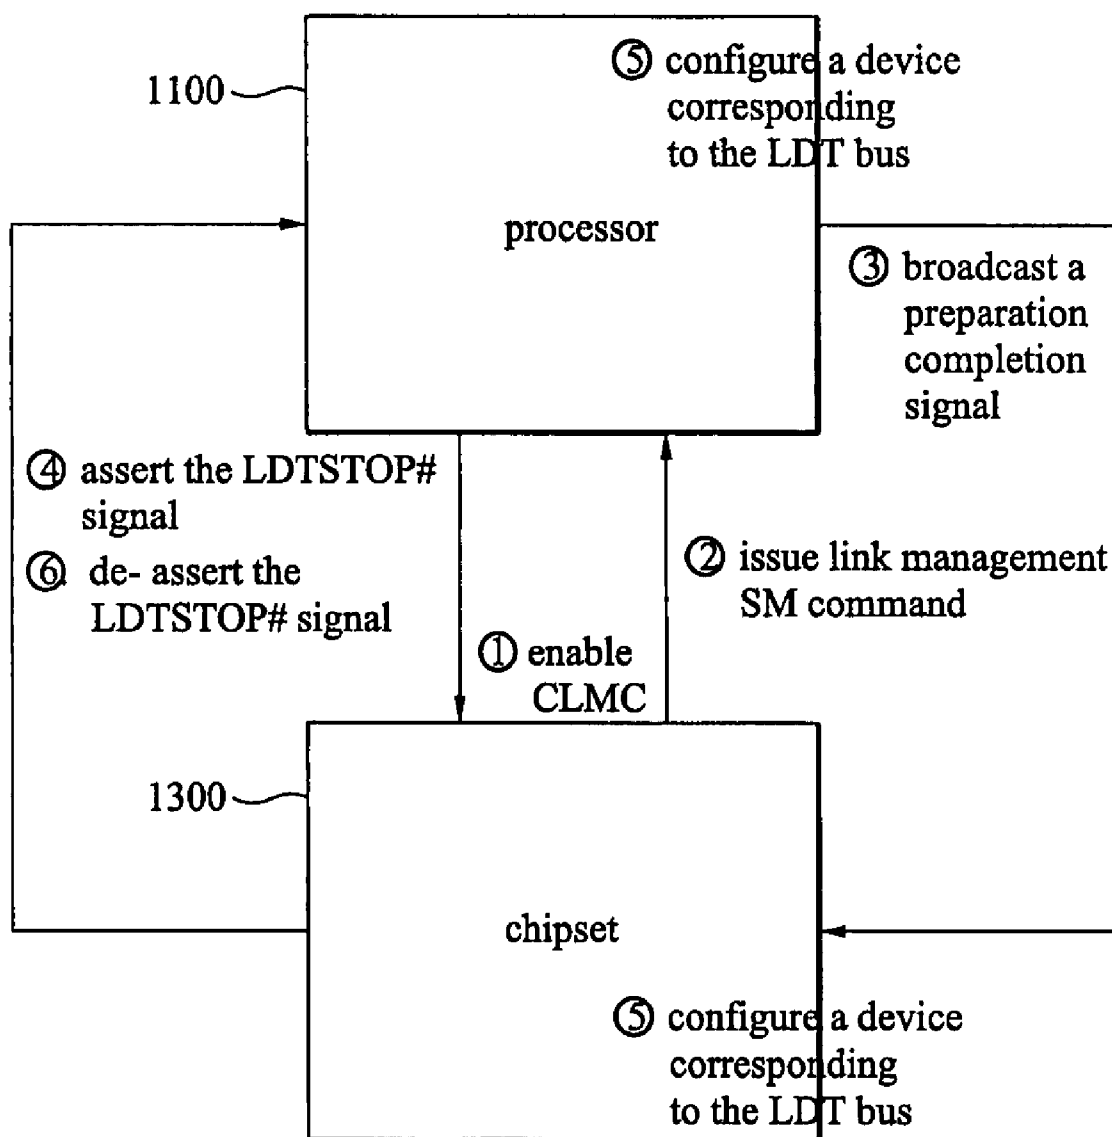 ⑤ configure a device
corresponding
to the LDT bus
1100
processor
③ broadcast a
preparation
completion
signal
④ assert the LDTSTOP#
signal
⑥ de- assert the
LDTSTOP# signal
② issue link management
SM command
① enable
CLMC
1300
chipset
⑤ configure a device
corresponding
to the LDT bus